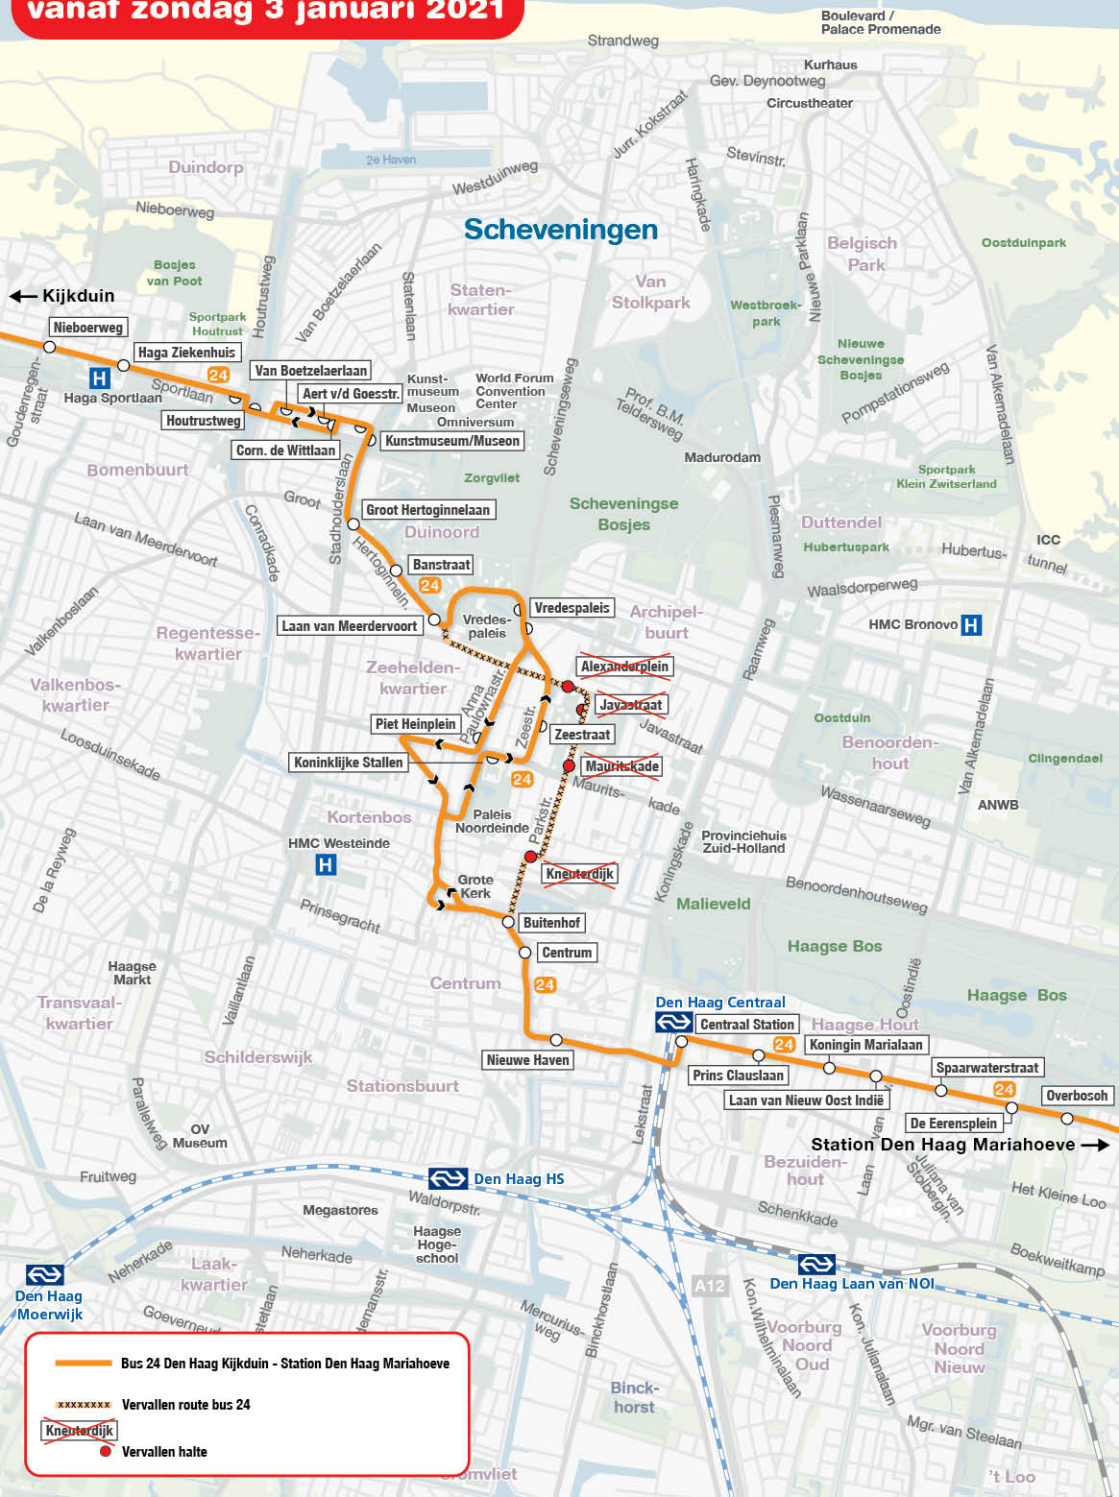 vanaf zondag 3 januari 2021
Boulevard /
Palace Promenade
Strandweg
Kurhaus
Gev. Deynootweg
Circustheater
Jurr. Kokstraat
2e Haven
Duindorp
Westduinweg
Stevinstr.
Haringkade
Nieboerweg
Scheveningen
Nieuwe Parklaan
Belgisch
Park
Oostduinpark
Bosjes
van Poot
Houtrustweg
Van Boetzelaerlaan
Statenlaan
Staten-
kwartier
Van
Stolkpark
Westbroek-
park
← Kijkduin
Sportpark
Houtrust
Nieboerweg
Haga Ziekenhuis
24
H
Haga Sportlaan
Sportlaan
Goudenregen-
straat
Van Boetzelaerlaan
Aert v/d Goesstr.
Houtrustweg
Corn. de Wittlaan
Kunst-
museum
Museon
World Forum
Convention
Center
Omniversum
Kunstmuseum/Museon
Scheveningseweg
Prof. B.M.
Teldersweg
Nieuwe
Scheveningse
Bosjes
Pompstationsweg
Van Alkemadelaan
Madurodam
Bomenbuurt
Zorgvliet
Sportpark
Klein Zwitserland
Groot
Hertoginneln.
Stadhouderslaan
Conradkade
Laan van Meerdervoort
Groot Hertoginnelaan
Duinoord
Scheveningse
Bosjes
Plesmanweg
Duttendel
Hubertuspark
Hubertus-
tunnel
ICC
Banstraat
24
Waalsdorperweg
Valkenboslaan
Regentesse-
kwartier
Laan van Meerdervoort
Vredes-
paleis
Vredespaleis
Archipel-
buurt
HMC Bronovo
H
Raamweg
Valkenbos-
kwartier
Zeehelden-
kwartier
Anna
Paulownastr.
Alexanderplein
Javastraat
Javastraat
Zeestr.
Zeestraat
Piet Heinplein
Koninklijke Stallen
24
Mauritskade
Maurits-
kade
Oostduin
Benoorden-
hout
Van Alkemadelaan
Clingendael
Loosduinsekade
Kortenbos
Paleis
Noordeinde
Parkstr.
Wassenaarseweg
ANWB
HMC Westeinde
H
Provinciehuis
Zuid-Holland
Koningskade
De la Reyweg
Grote
Kerk
Kneuterdijk
Benoordenhoutseweg
Malieveld
Prinsegracht
Buitenhof
Centrum
Haagse Bos
Haagse
Markt
Centrum
24
Oostindië
Haagse Bos
Transvaal-
kwartier
Vaillantlaan
Den Haag Centraal
Centraal Station
Haagse Hout
24
Koningin Marialaan
Schilderswijk
Nieuwe Haven
Prins Clauslaan
Spaarwaterstraat
Stationsbuurt
Laan van Nieuw Oost Indië
24
Overbosch
De Eerensplein
Parallelweg
OV
Museum
Lekstraat
Laan
van
Station Den Haag Mariahoeve →
Fruitweg
Den Haag HS
Bezuiden-
hout
Juliana van
Stolbergln.
Het Kleine Loo
Waldorpstr.
Megastores
Schenkkade
Haagse
Hoge-
school
Neherkade
Neherkade
Laak-
kwartier
Boekweitkamp
Den Haag
Moerwijk
A12
Den Haag Laan van NOI
Mercurius-
weg
Binckhorstlaan
Kon.Wilhelminalaan
Kon. Julianalaan
Voorburg
Noord
Oud
Voorburg
Noord
Nieuw
Bus 24 Den Haag Kijkduin - Station Den Haag Mariahoeve
Vervallen route bus 24
Kneuterdijk
Vervallen halte
Binck-
horst
Mgr. van Steelaan
't Loo